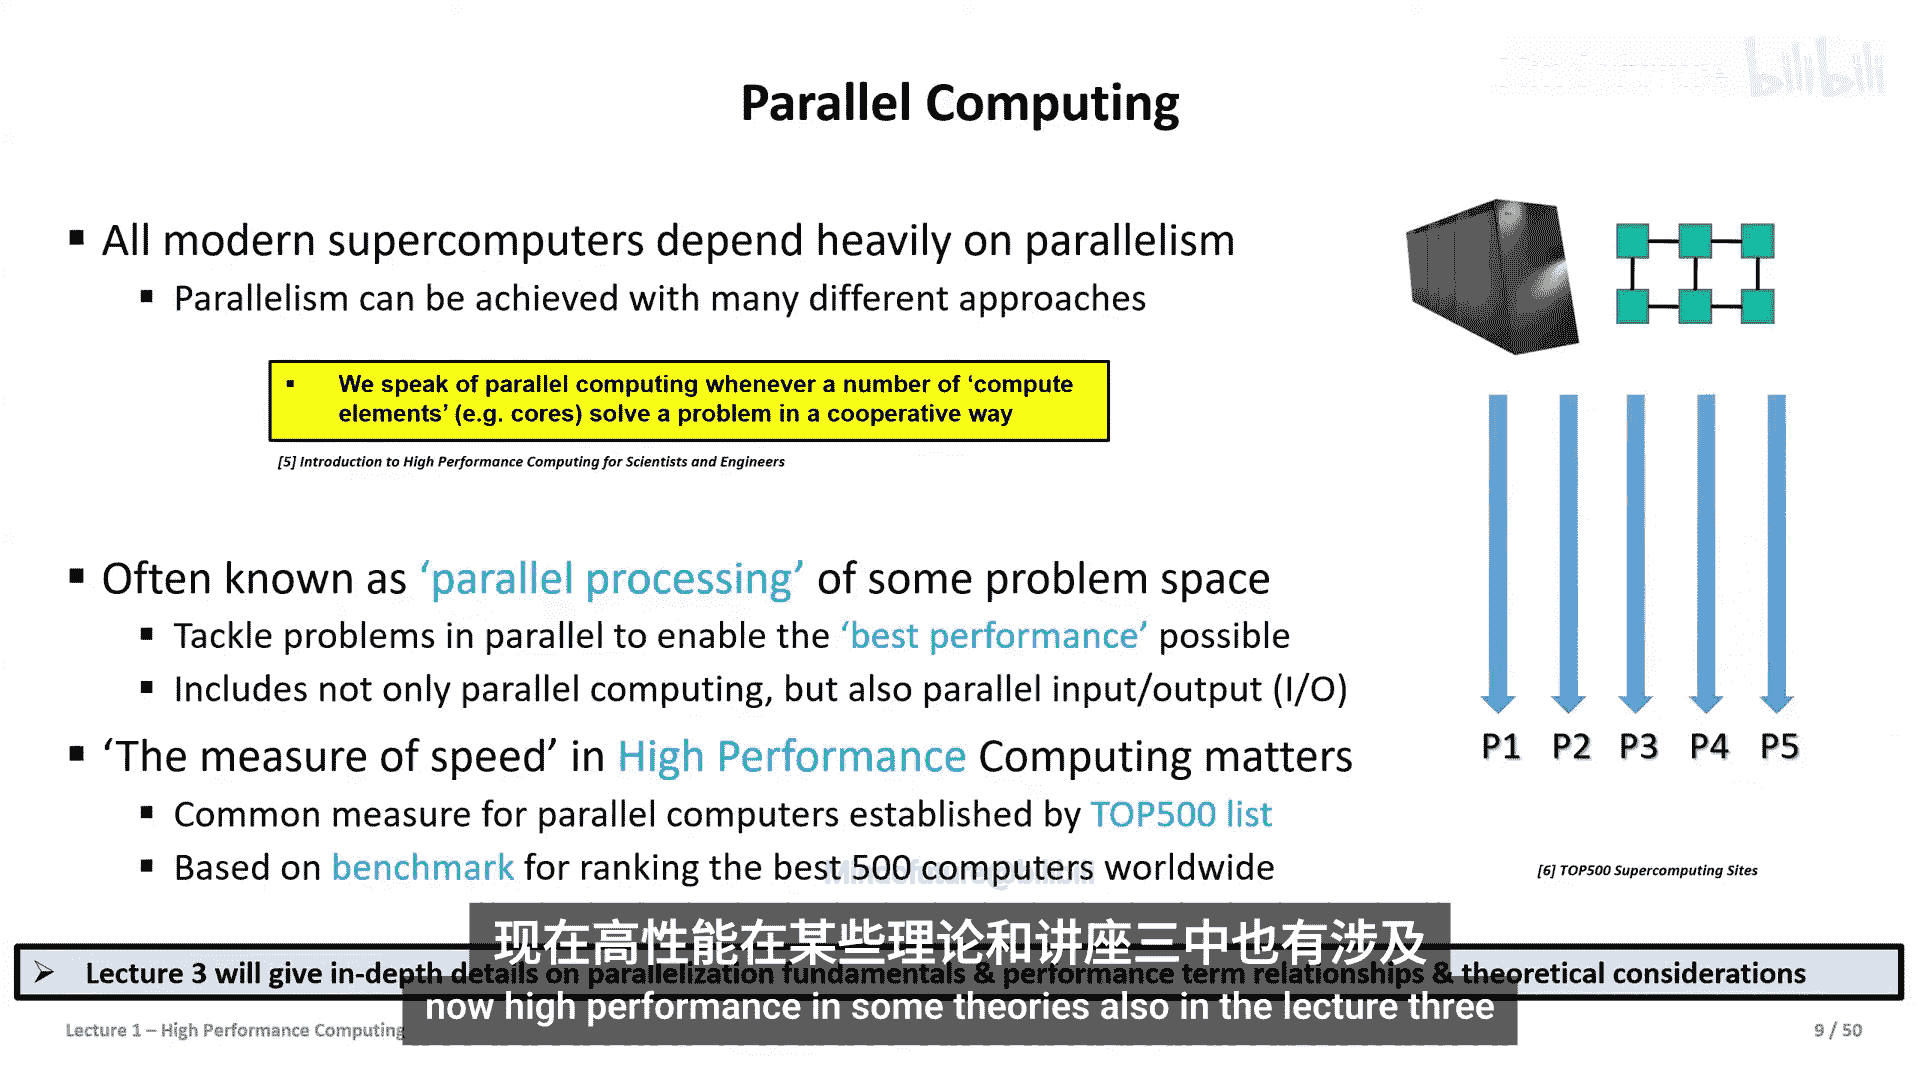 bilibili
Parallel Computing
▪ All modern supercomputers depend heavily on parallelism
▪ Parallelism can be achieved with many different approaches
▪ We speak of parallel computing whenever a number of ‘compute
elements’ (e.g. cores) solve a problem in a cooperative way
[5] Introduction to High Performance Computing for Scientists and Engineers
▪ Often known as ‘parallel processing’ of some problem space
▪ Tackle problems in parallel to enable the ‘best performance’ possible
▪ Includes not only parallel computing, but also parallel input/output (I/O)
▪ ‘The measure of speed’ in High Performance Computing matters
▪ Common measure for parallel computers established by TOP500 list
▪ Based on benchmark for ranking the best 500 computers worldwide
P1 P2 P3 P4 P5
[6] TOP500 Supercomputing Sites
现在高性能在某些理论和讲座三中也有涉及
➢ Lecture 3 will give in-depth details on parallelization fundamentals & performance term relationships & theoretical considerations
now high performance in some theories also in the lecture three
Lecture 1 – High Performance Computing
9 / 50